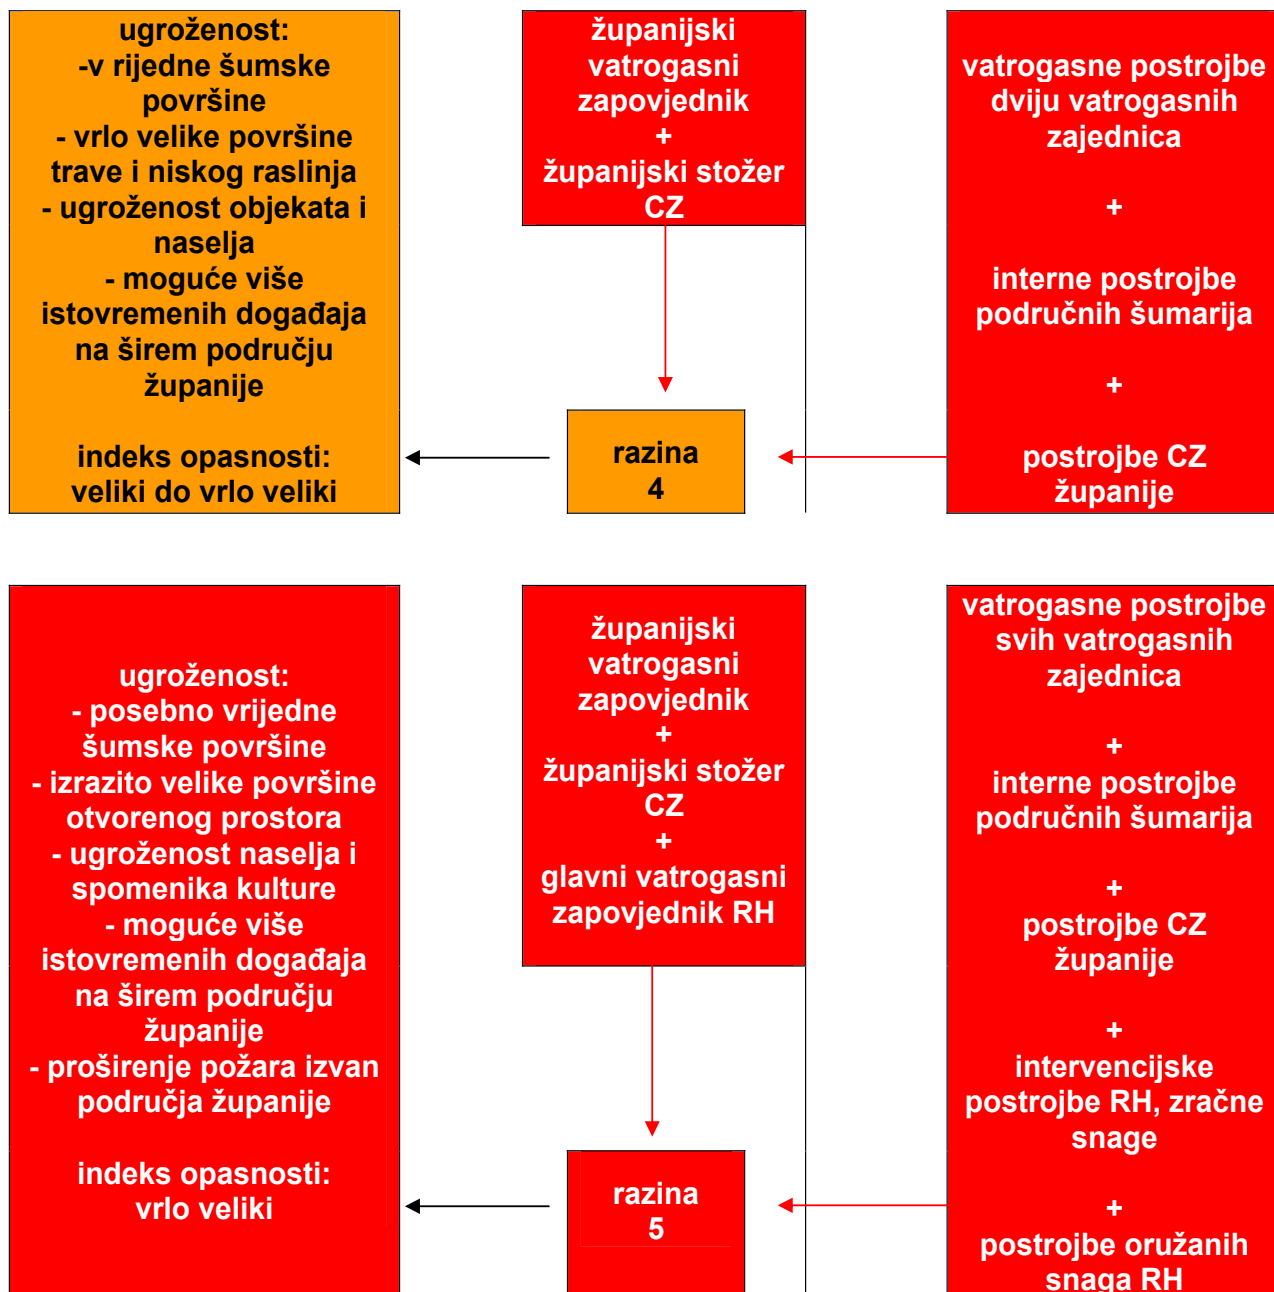 ugroženost:
-v rijedne šumske
površine
- vrlo velike površine
trave i niskog raslinja
- ugroženost objekata i
naselja
- moguće više
istovremenih događaja
na širem području
županije
indeks opasnosti:
veliki do vrlo veliki
županijski
vatrogasni
zapovjednik
+
županijski stožer
CZ
razina
4
vatrogasne postrojbe
dviju vatrogasnih
zajednica
+
interne postrojbe
područnih šumarija
+
postrojbe CZ
županije
ugroženost:
- posebno vrijedne
šumske površine
- izrazito velike površine
otvorenog prostora
- ugroženost naselja i
spomenika kulture
- moguće više
istovremenih događaja
na širem području
županije
- proširenje požara izvan
područja županije
indeks opasnosti:
vrlo veliki
županijski
vatrogasni
zapovjednik
+
županijski stožer
CZ
+
glavni vatrogasni
zapovjednik RH
razina
5
vatrogasne postrojbe
svih vatrogasnih
zajednica
+
interne postrojbe
područnih šumarija
+
postrojbe CZ
županije
+
intervencijske
postrojbe RH, zračne
snage
+
postrojbe oružanih
snaga RH